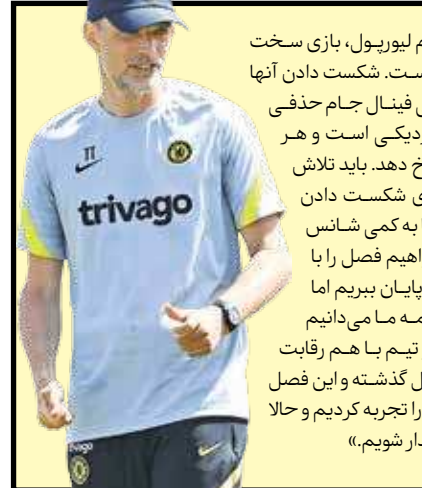 م لیورپول، بازی سخت
ست. شکست دادن آنها
ی فینال جام حذفی
زدیکی است و هر
خ دهد. باید تلاش
ی شکست دادن
ا به کمی شانس
اهیم فصل را با
پایان ببریم اما
مه ما می‌دانیم
تیم با هم رقابت
ل گذشته و این فصل
را تجربه کردیم و حالا
دار شویم.»
TT
trivago